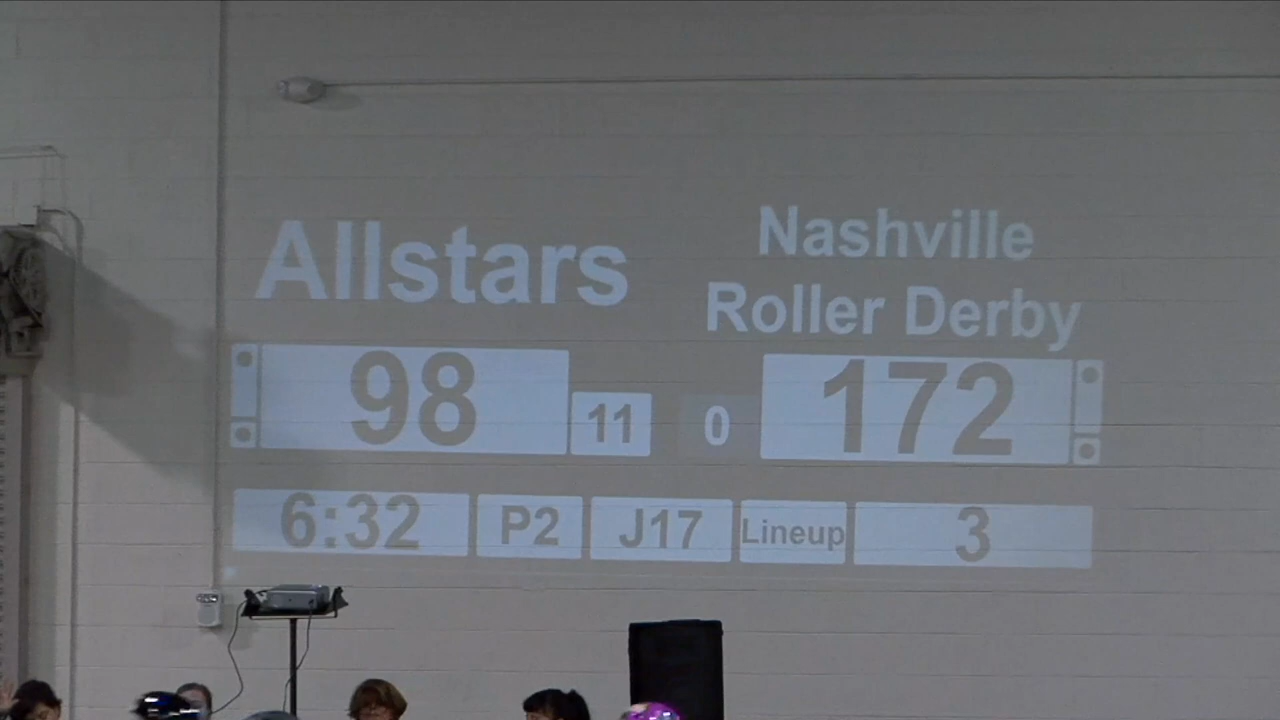 Allstars
Nashville
Roller Derby
98
11
0
172
6:32
P2
J17
Lineup
3